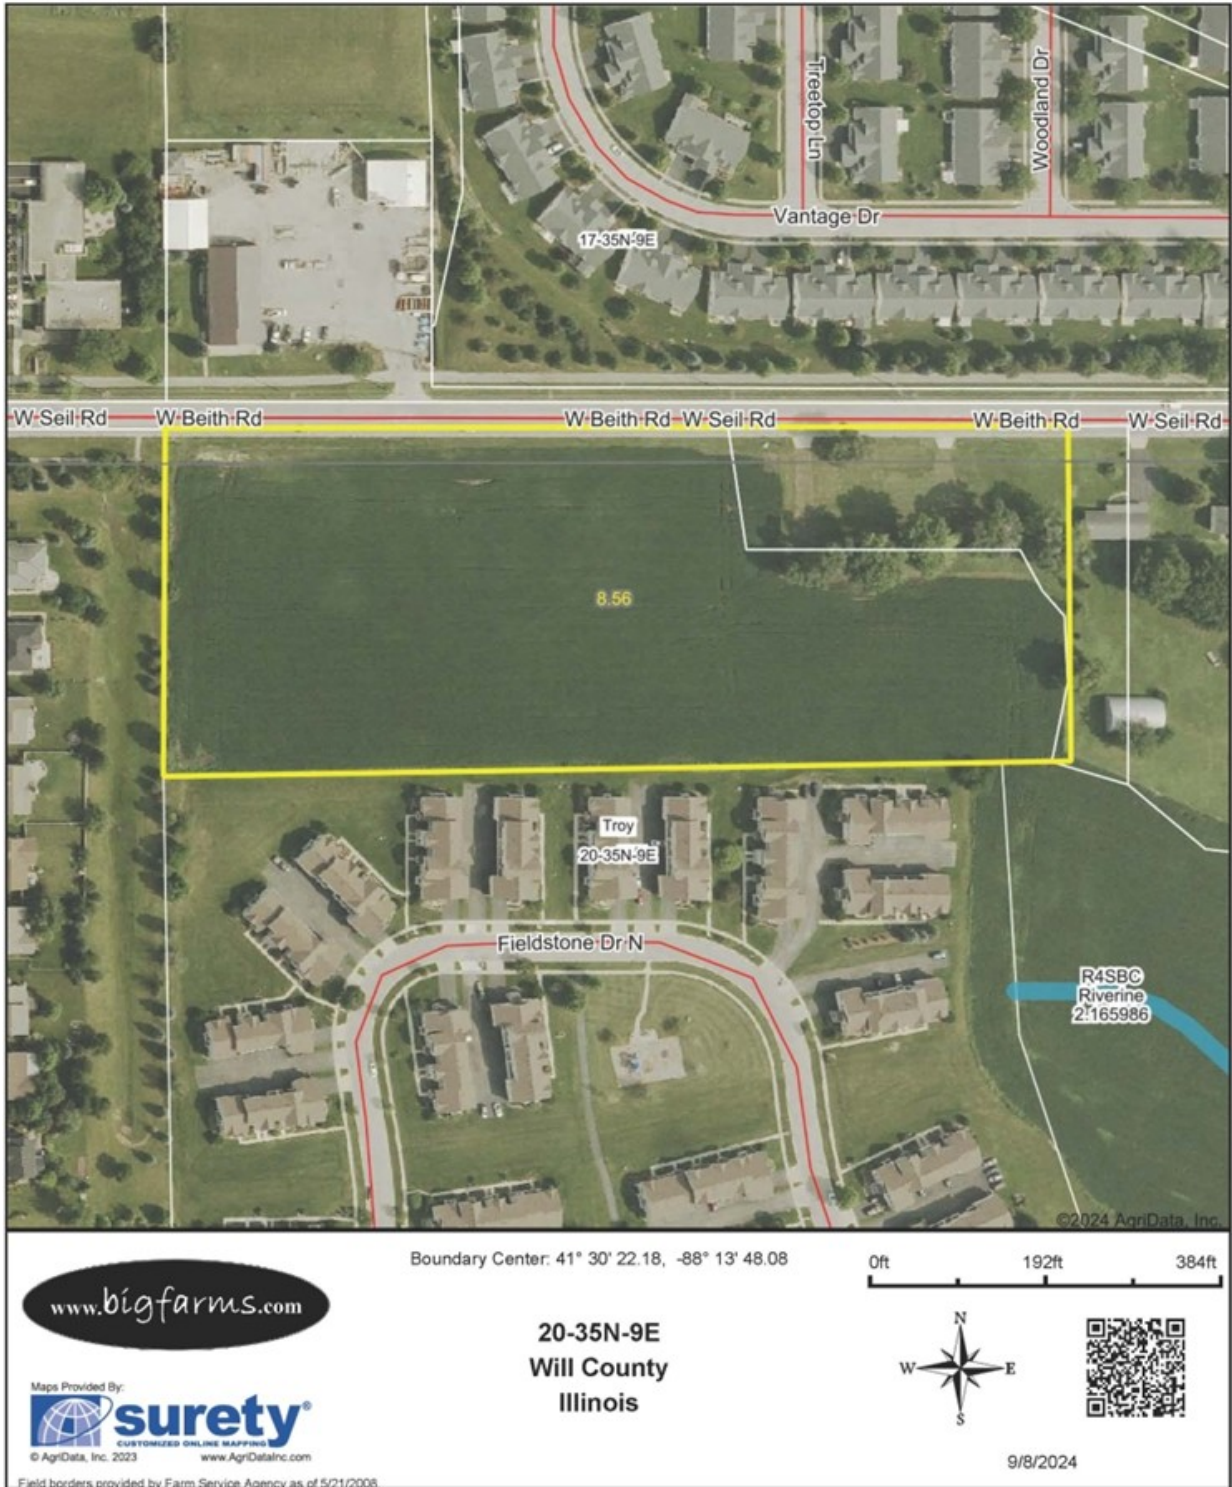 Treetop Ln
Woodland Dr
Vantage Dr
17-35N-9E
W Seil Rd
W Beith Rd
W Beith Rd
W Seil Rd
W Beith Rd
W Seil Rd
8.56
Troy
20-35N-9E
Fieldstone Dr N
R4SBC
Riverine
2.165986
©2024 AgriData, Inc.
Boundary Center: 41° 30' 22.18, -88° 13' 48.08
0ft 192ft 384ft
www.bigfarms.com
20-35N-9E
Will County
Illinois
N
W E
S
Maps Provided By:
surety®
CUSTOMIZED ONLINE MAPPING
© AgriData, Inc. 2023 www.AgriDataInc.com
9/8/2024
Field borders provided by Farm Service Agency as of 5/21/2008.